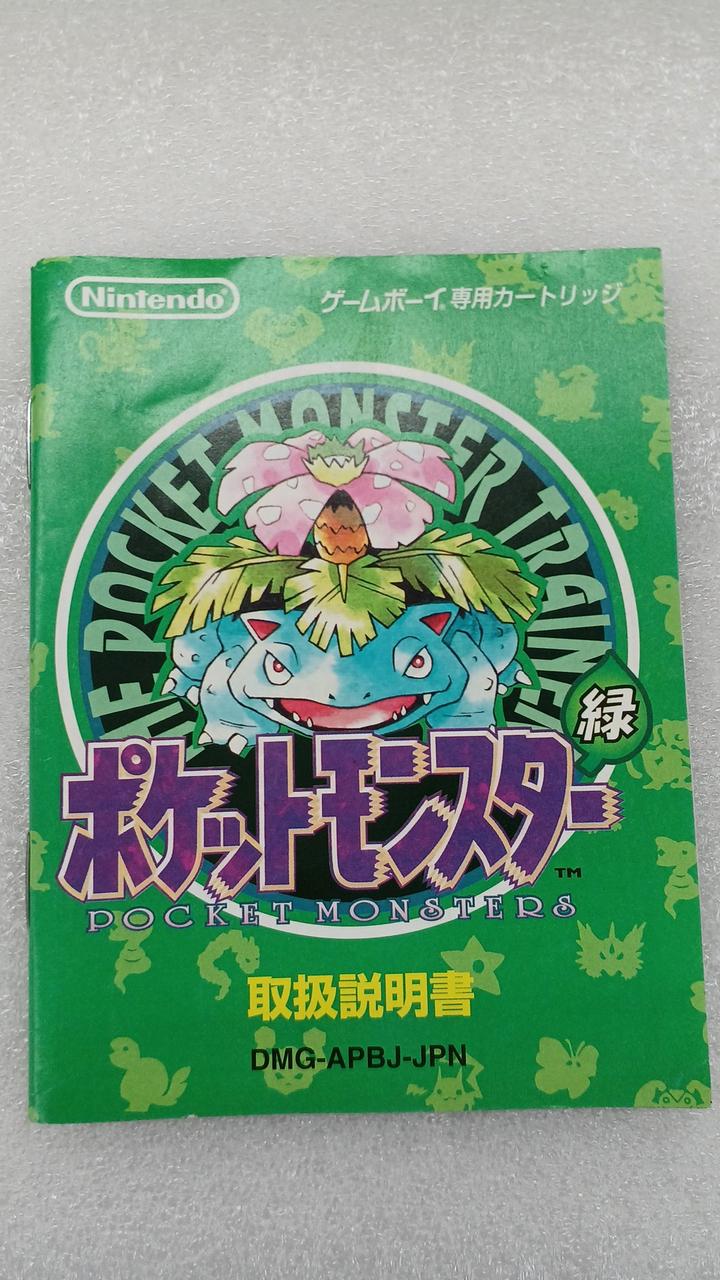 Nintendo®
ゲームボーイ®専用カートリッジ
THE POCKET MONSTER TRAINER
緑
ポケットモンスター™
POCKET MONSTERS
取扱説明書
DMG-APBJ-JPN